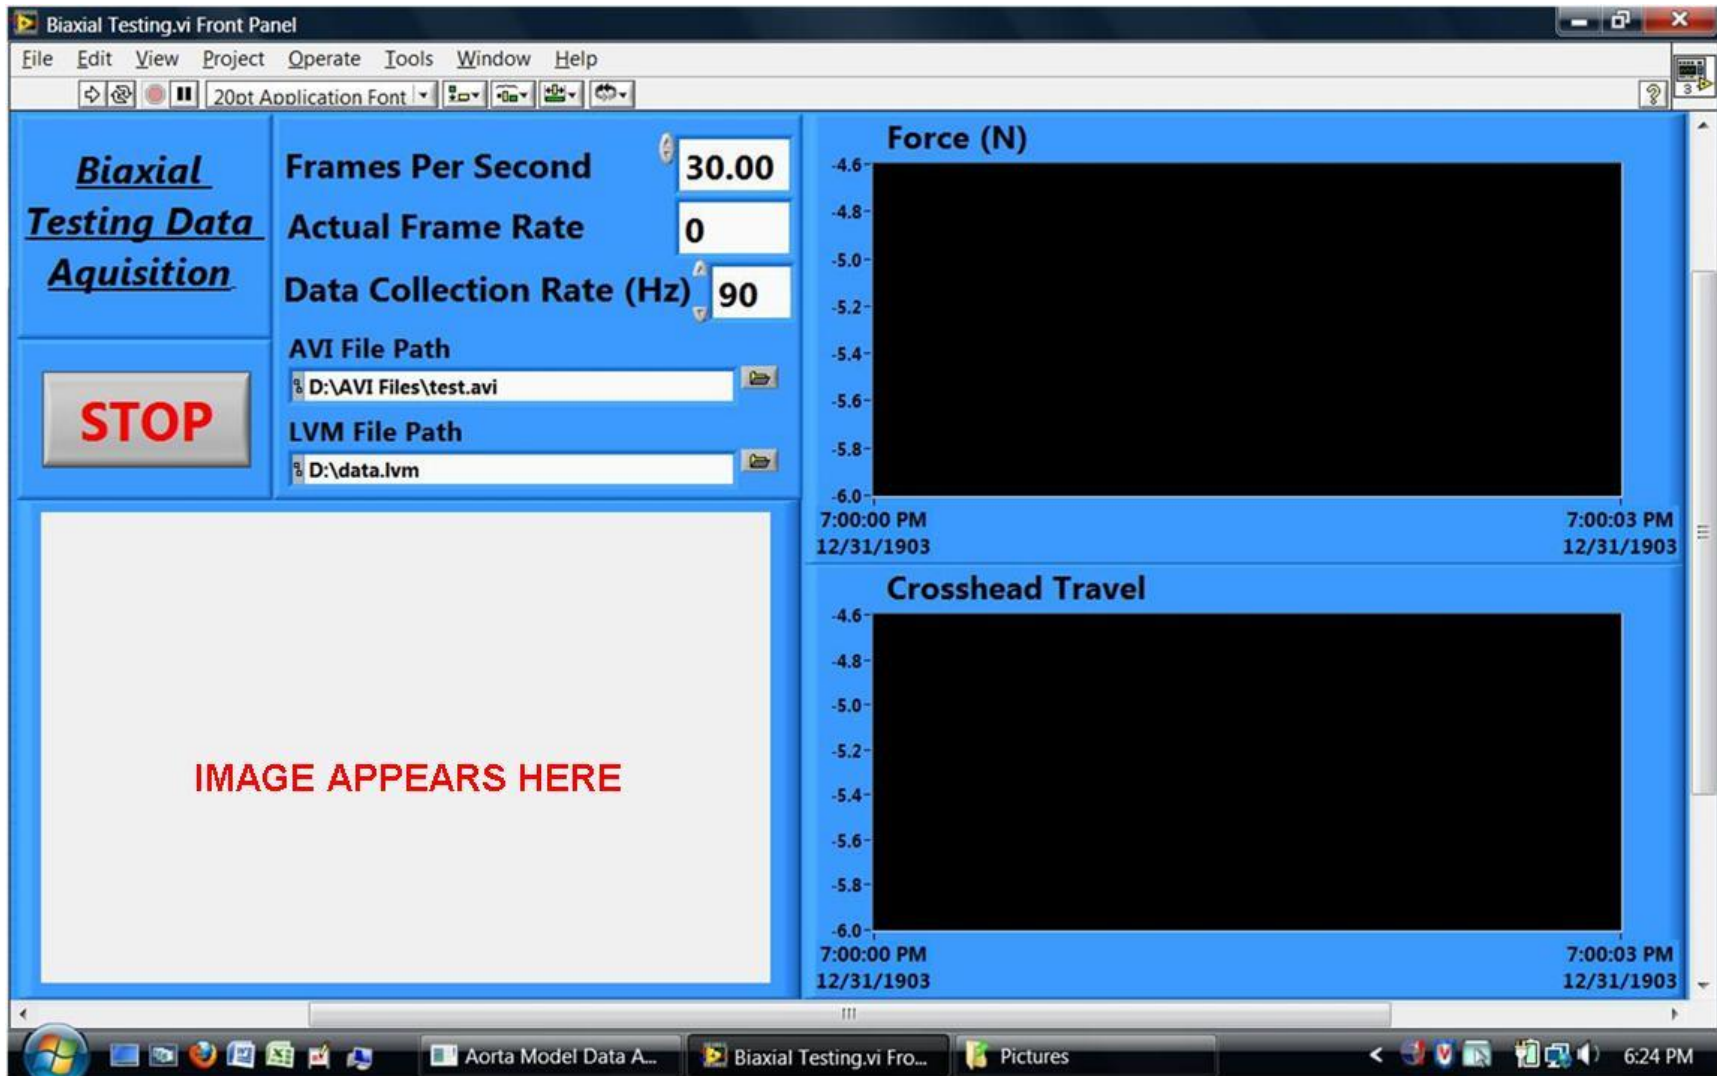 Biaxial Testing.vi Front Panel
File Edit View Project Operate Tools Window Help
20pt Application Font
3
Biaxial
Testing Data
Aquisition
STOP
Frames Per Second 30.00
Actual Frame Rate 0
Data Collection Rate (Hz) 90
AVI File Path
D:\AVI Files\test.avi
LVM File Path
D:\data.lvm
IMAGE APPEARS HERE
Force (N)
-4.6
-4.8
-5.0
-5.2
-5.4
-5.6
-5.8
-6.0
7:00:00 PM 7:00:03 PM
12/31/1903 12/31/1903
Crosshead Travel
-4.6
-4.8
-5.0
-5.2
-5.4
-5.6
-5.8
-6.0
7:00:00 PM 7:00:03 PM
12/31/1903 12/31/1903
Aorta Model Data A... Biaxial Testing.vi Fro... Pictures 6:24 PM